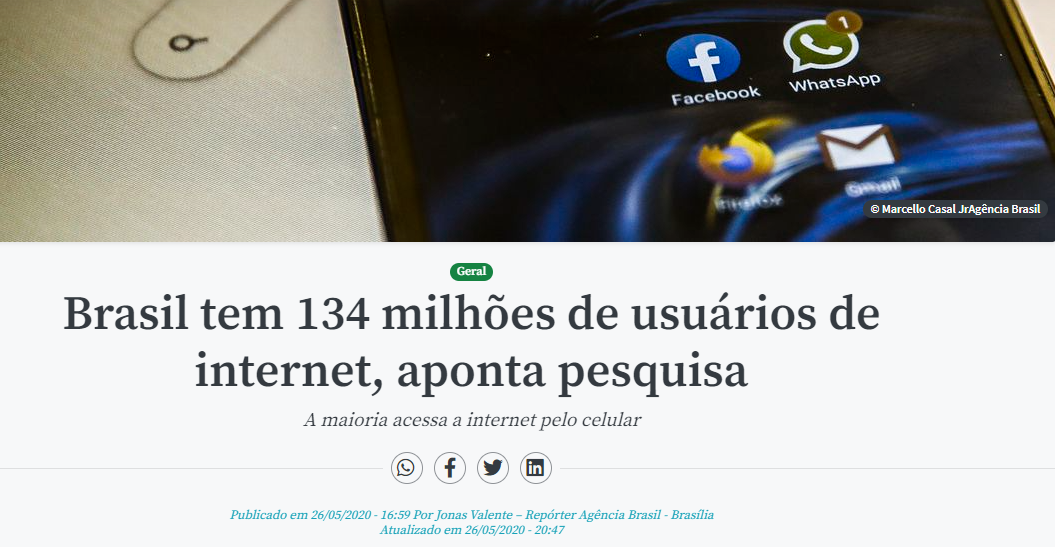 Facebook
WhatsApp
1
Firefox
Gmail
© Marcello Casal JrAgência Brasil
Geral
Brasil tem 134 milhões de usuários de
internet, aponta pesquisa
A maioria acessa a internet pelo celular
Publicado em 26/05/2020 - 16:59 Por Jonas Valente – Repórter Agência Brasil - Brasília
Atualizado em 26/05/2020 - 20:47